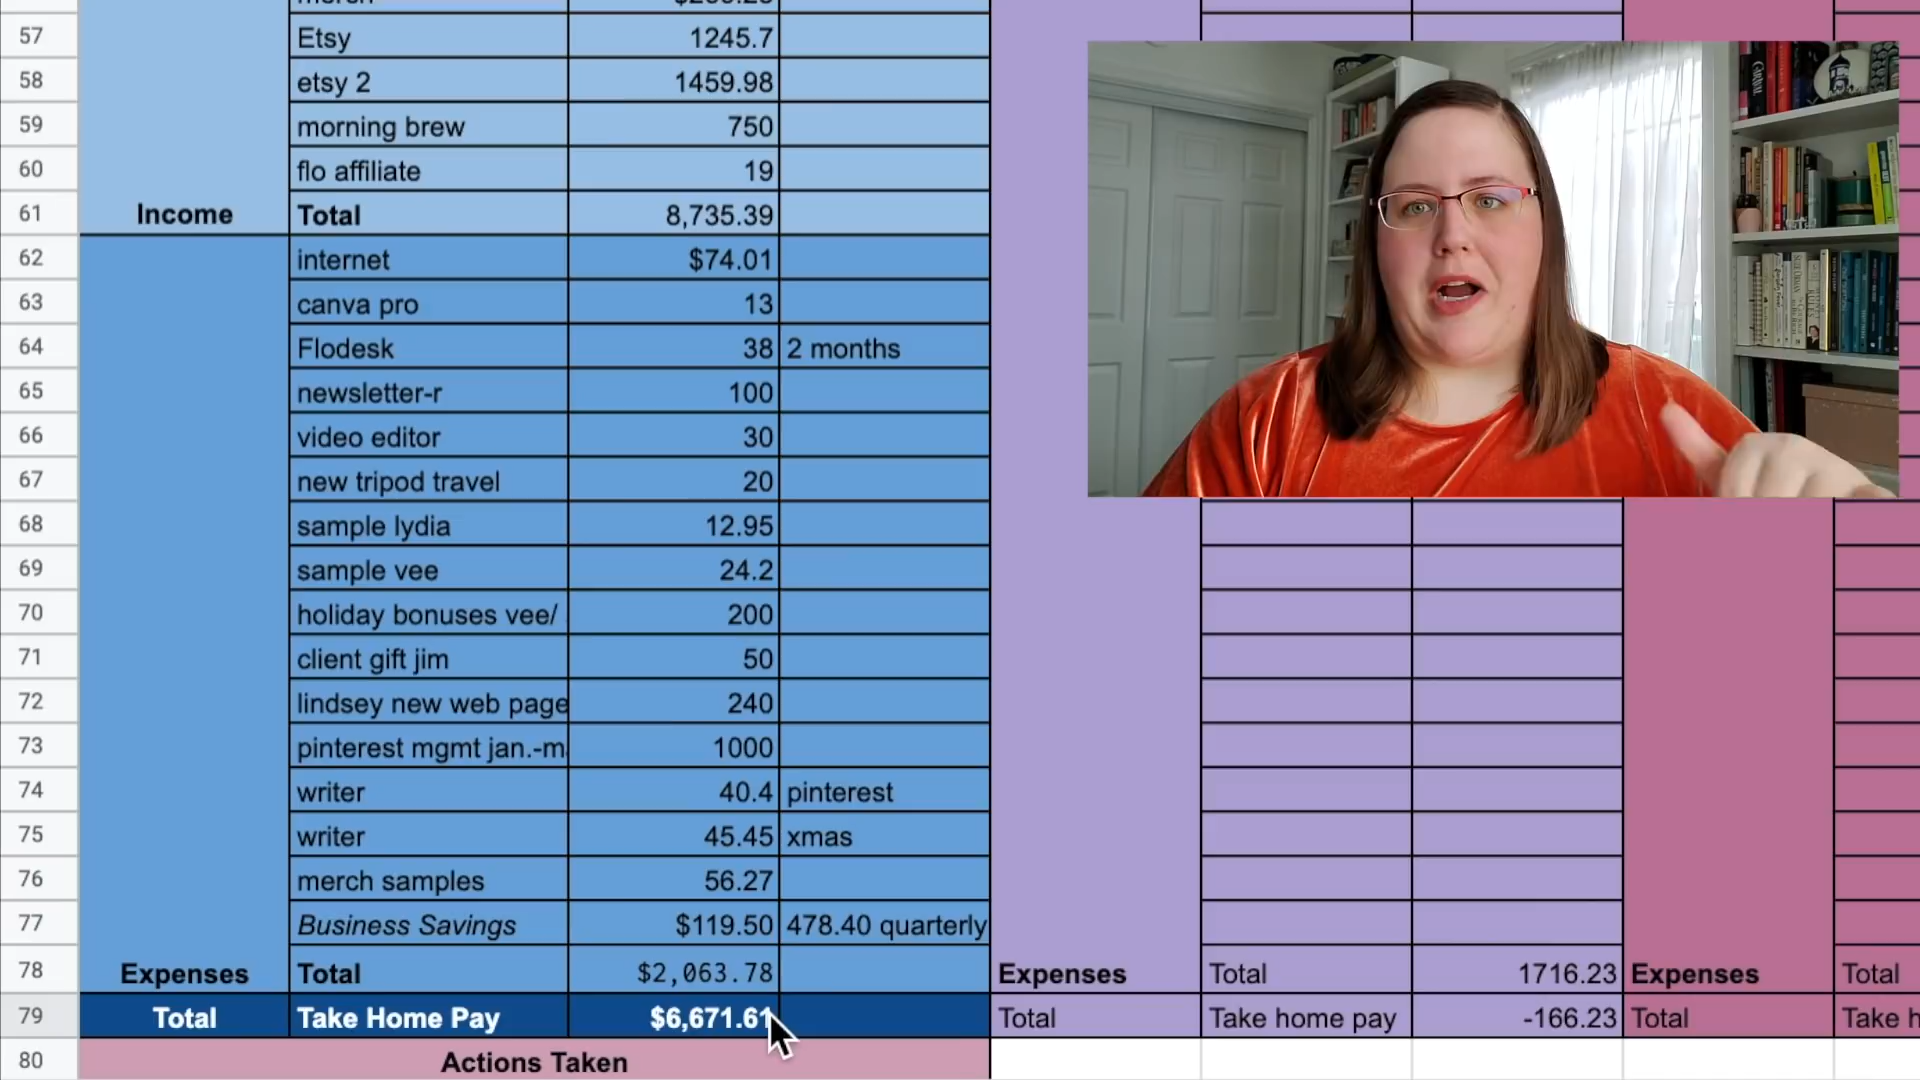 57 Etsy 1245.7
58 etsy 2 1459.98
59 morning brew 750
60 flo affiliate 19
61 Income Total 8,735.39
62 internet $74.01
63 canva pro 13
64 Flodesk 38 2 months
65 newsletter-r 100
66 video editor 30
67 new tripod travel 20
68 sample lydia 12.95
69 sample vee 24.2
70 holiday bonuses vee/ 200
71 client gift jim 50
72 lindsey new web page 240
73 pinterest mgmt jan.-m 1000
74 writer 40.4 pinterest
75 writer 45.45 xmas
76 merch samples 56.27
77 Business Savings $119.50 478.40 quarterly
78 Expenses Total $2,063.78 Expenses Total 1716.23 Expenses Total
79 Total Take Home Pay $6,671.61 Total Take home pay -166.23 Total Take h
80 Actions Taken